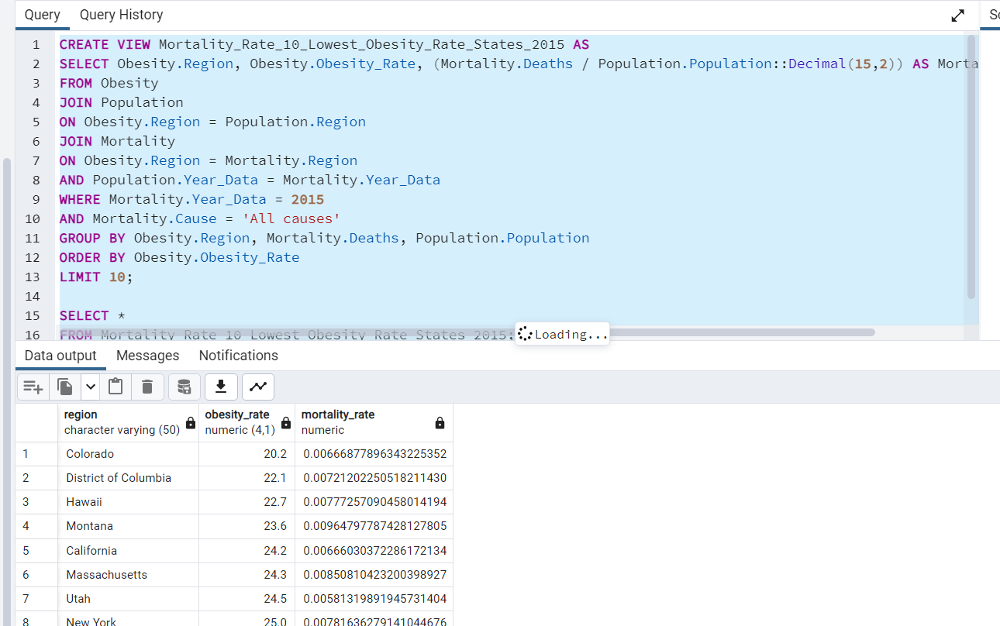 Query Query History
1 CREATE VIEW Mortality_Rate_10_Lowest_Obesity_Rate_States_2015 AS
2 SELECT Obesity.Region, Obesity.Obesity_Rate, (Mortality.Deaths / Population.Population::Decimal(15,2)) AS Morta
3 FROM Obesity
4 JOIN Population
5 ON Obesity.Region = Population.Region
6 JOIN Mortality
7 ON Obesity.Region = Mortality.Region
8 AND Population.Year_Data = Mortality.Year_Data
9 WHERE Mortality.Year_Data = 2015
10 AND Mortality.Cause = 'All causes'
11 GROUP BY Obesity.Region, Mortality.Deaths, Population.Population
12 ORDER BY Obesity.Obesity_Rate
13 LIMIT 10;
14
15 SELECT *
16 FROM Mortality_Rate_10_Lowest_Obesity_Rate_States_2015; Loading...
Data output Messages Notifications
region obesity_rate mortality_rate
character varying (50) numeric (4,1) numeric
1 Colorado 20.2 0.00666877896343225352
2 District of Columbia 22.1 0.00721202250518211430
3 Hawaii 22.7 0.00777257090458014194
4 Montana 23.6 0.00964797787428127805
5 California 24.2 0.00666030372286172134
6 Massachusetts 24.3 0.00850810423200398927
7 Utah 24.5 0.00581319891945731404
8 New York 25.0 0.00781636279141044676